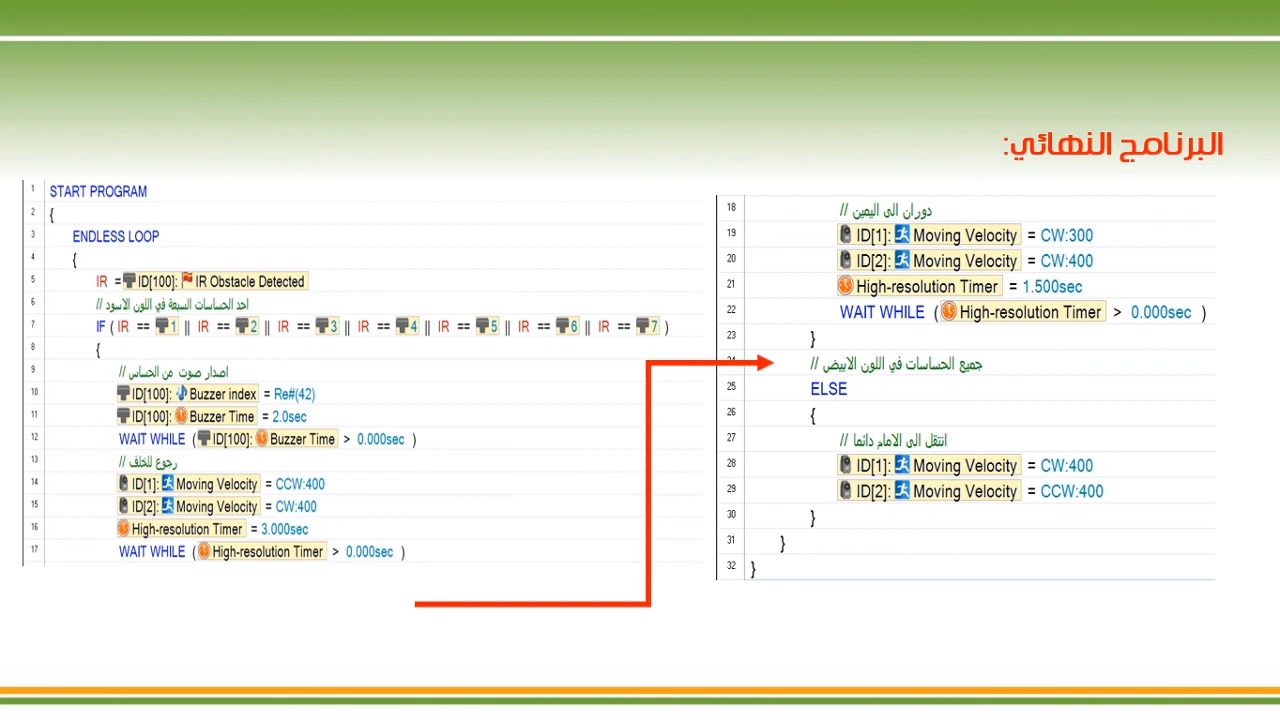 البرنامج النهائي:
1 START PROGRAM
2 {
3 ENDLESS LOOP
4 {
5 IR = ID[100]: IR Obstacle Detected
6 // احد الحساسات السبعة في اللون الاسود
7 IF ( IR == 1 || IR == 2 || IR == 3 || IR == 4 || IR == 5 || IR == 6 || IR == 7 )
8 {
9 // اصدار صوت من الحساس
10 ID[100]: Buzzer index = Re#(42)
11 ID[100]: Buzzer Time = 2.0sec
12 WAIT WHILE ( ID[100]: Buzzer Time > 0.000sec )
13 // رجوع للخلف
14 ID[1]: Moving Velocity = CCW:400
15 ID[2]: Moving Velocity = CW:400
16 High-resolution Timer = 3.000sec
17 WAIT WHILE ( High-resolution Timer > 0.000sec )
18 // دوران الى اليمين
19 ID[1]: Moving Velocity = CW:300
20 ID[2]: Moving Velocity = CW:400
21 High-resolution Timer = 1.500sec
22 WAIT WHILE ( High-resolution Timer > 0.000sec )
23 }
24 // جميع الحساسات في اللون الابيض
25 ELSE
26 {
27 // انتقل الى الامام دائما
28 ID[1]: Moving Velocity = CW:400
29 ID[2]: Moving Velocity = CCW:400
30 }
31 }
32 }